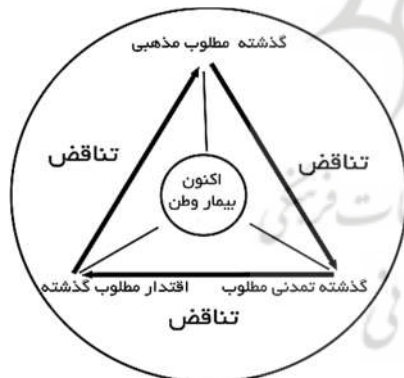 گذشته مطلوب مذهبی
تناقض
تناقض
اکنون
بیمار وطن
گذشته تمدنی مطلوب
اقتدار مطلوب گذشته
تناقض